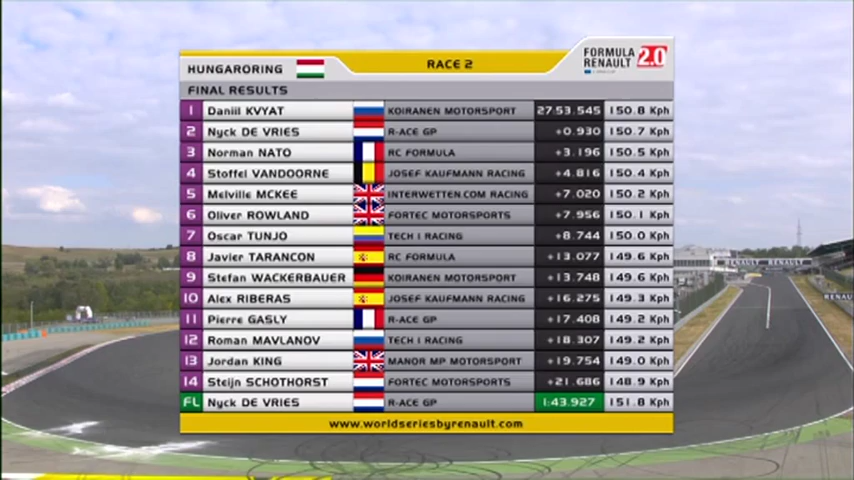 HUNGARORING RACE 2 FORMULA RENAULT 2.0
FINAL RESULTS
1 Daniil KVYAT KOIRANEN MOTORSPORT 27:53.545 150.8 Kph
2 Nyck DE VRIES R-ACE GP +0.930 150.7 Kph
3 Norman NATO RC FORMULA +3.196 150.5 Kph
4 Stoffel VANDOORNE JOSEF KAUFMANN RACING +4.816 150.4 Kph
5 Melville MCKEE INTERWETTEN.COM RACING +7.020 150.2 Kph
6 Oliver ROWLAND FORTEC MOTORSPORTS +7.956 150.1 Kph
7 Oscar TUNJO TECH 1 RACING +8.744 150.0 Kph
8 Javier TARANCON RC FORMULA +13.077 149.6 Kph
9 Stefan WACKERBAUER KOIRANEN MOTORSPORT +13.748 149.6 Kph
10 Alex RIBERAS JOSEF KAUFMANN RACING +16.275 149.3 Kph
11 Pierre GASLY R-ACE GP +17.408 149.2 Kph
12 Roman MAVLANOV TECH 1 RACING +18.307 149.2 Kph
13 Jordan KING MANOR MP MOTORSPORT +19.754 149.0 Kph
14 Steijn SCHOTHORST FORTEC MOTORSPORTS +21.686 148.9 Kph
FL Nyck DE VRIES R-ACE GP 1:43.927 151.8 Kph
www.worldseriesbyrenault.com
RENAULT RENAULT